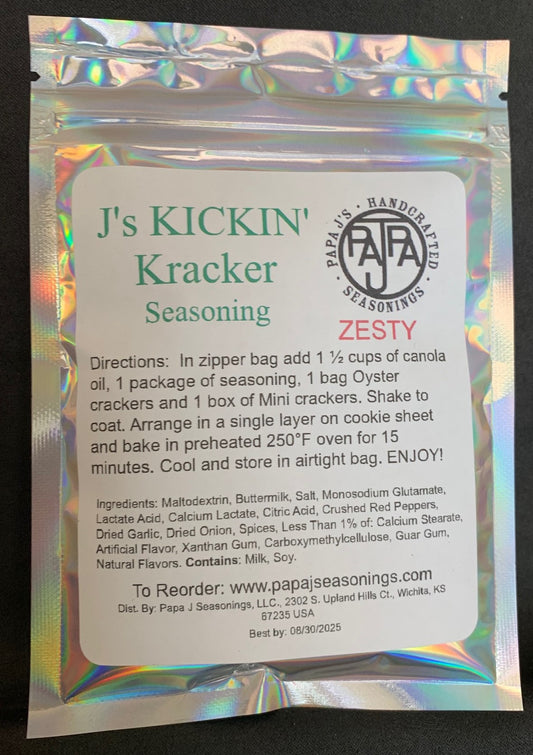 J's KICKIN'
Kracker
Seasoning
PAPA J'S · HANDCRAFTED · SEASONINGS ·
PAJPA
ZESTY
Directions: In zipper bag add 1 ½ cups of canola
oil, 1 package of seasoning, 1 bag Oyster
crackers and 1 box of Mini crackers. Shake to
coat. Arrange in a single layer on cookie sheet
and bake in preheated 250°F oven for 15
minutes. Cool and store in airtight bag. ENJOY!
Ingredients: Maltodextrin, Buttermilk, Salt, Monosodium Glutamate,
Lactate Acid, Calcium Lactate, Citric Acid, Crushed Red Peppers,
Dried Garlic, Dried Onion, Spices, Less Than 1% of: Calcium Stearate,
Artificial Flavor, Xanthan Gum, Carboxymethylcellulose, Guar Gum,
Natural Flavors. Contains: Milk, Soy.
To Reorder: www.papajseasonings.com
Dist. By: Papa J Seasonings, LLC., 2302 S. Upland Hills Ct., Wichita, KS
67235 USA
Best by: 08/30/2025